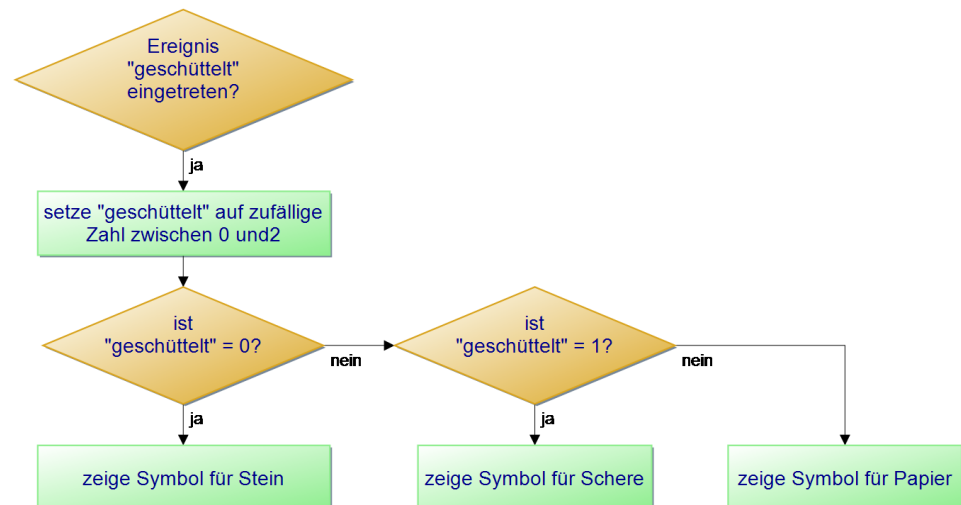 Ereignis
"geschüttelt"
eingetreten?
ja
setze "geschüttelt" auf zufällige
Zahl zwischen 0 und2
ist
"geschüttelt" = 0?
nein
ist
"geschüttelt" = 1?
nein
ja
ja
zeige Symbol für Stein
zeige Symbol für Schere
zeige Symbol für Papier